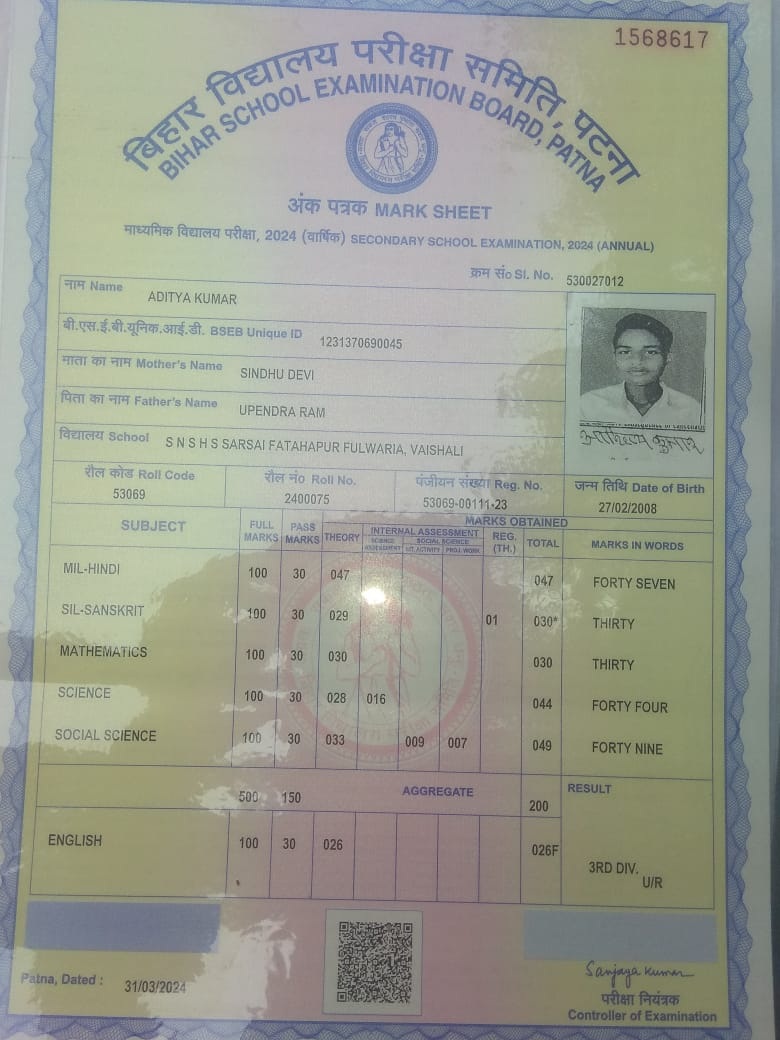 1568617
बिहार विद्यालय परीक्षा समिति, पटना
BIHAR SCHOOL EXAMINATION BOARD, PATNA
अंक पत्रक MARK SHEET
माध्यमिक विद्यालय परीक्षा, 2024 (वार्षिक) SECONDARY SCHOOL EXAMINATION, 2024 (ANNUAL)
क्रम सं० Sl. No. 530027012
नाम Name ADITYA KUMAR
बी.एस.ई.बी.यूनिक.आई.डी. BSEB Unique ID 1231370690045
माता का नाम Mother's Name SINDHU DEVI
पिता का नाम Father's Name UPENDRA RAM
विद्यालय School S N S H S SARSAI FATAHAPUR FULWARIA, VAISHALI
रौल कोड Roll Code रौल नं० Roll No. पंजीयन संख्या Reg. No. जन्म तिथि Date of Birth
53069 2400075 53069-00111-23 27/02/2008
SUBJECT FULL MARKS PASS MARKS MARKS OBTAINED
THEORY INTERNAL ASSESSMENT REG. (TH.) TOTAL MARKS IN WORDS
SOCIAL SCIENCE
MIL-HINDI 100 30 047 047 FORTY SEVEN
SIL-SANSKRIT 100 30 029 01 030* THIRTY
MATHEMATICS 100 30 030 030 THIRTY
SCIENCE 100 30 028 016 044 FORTY FOUR
SOCIAL SCIENCE 100 30 033 009 007 049 FORTY NINE
500 150 AGGREGATE 200 RESULT
ENGLISH 100 30 026 026F 3RD DIV.
U/R
Patna, Dated : 31/03/2024
Sanjaya Kumar
परीक्षा नियंत्रक
Controller of Examination